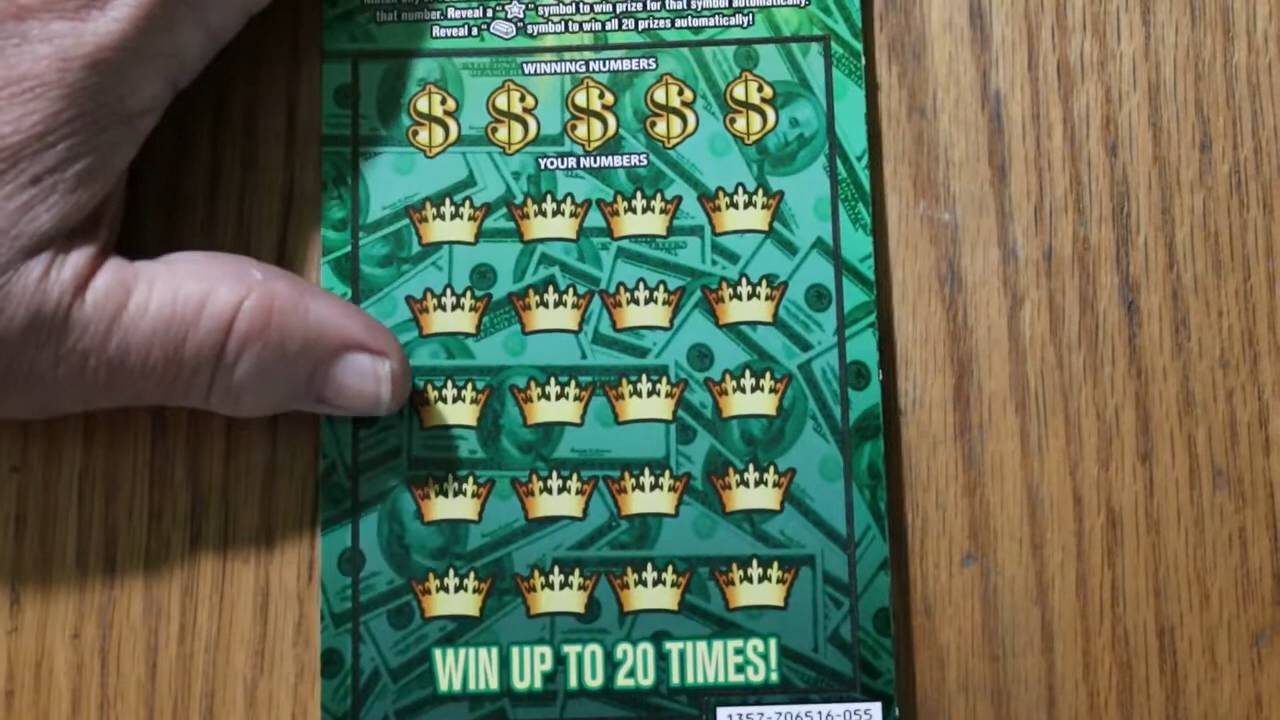 that number. Reveal a " " symbol to win prize for that symbol automatically.
Reveal a " " symbol to win all 20 prizes automatically!
WINNING NUMBERS
$ $ $ $ $
YOUR NUMBERS
WIN UP TO 20 TIMES!
1357-706516-055